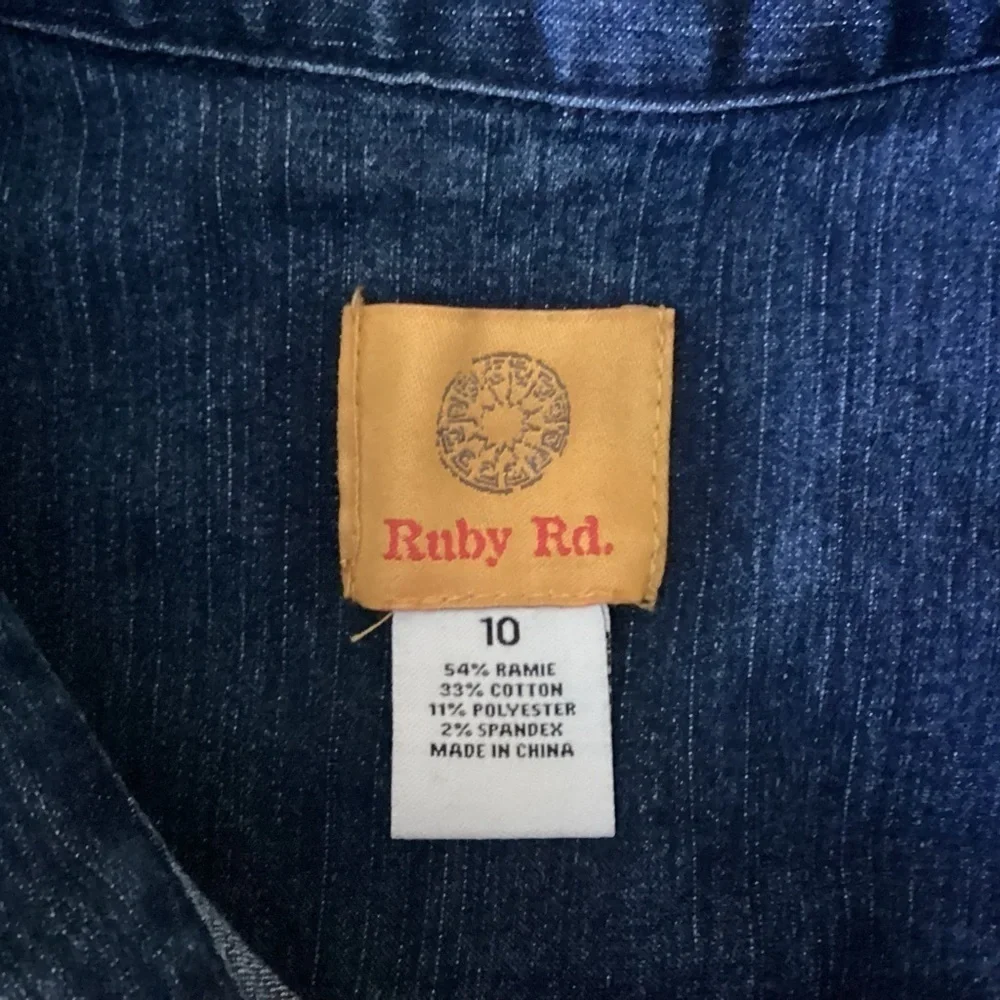 Ruby Rd.
10
54% RAMIE
33% COTTON
11% POLYESTER
2% SPANDEX
MADE IN CHINA